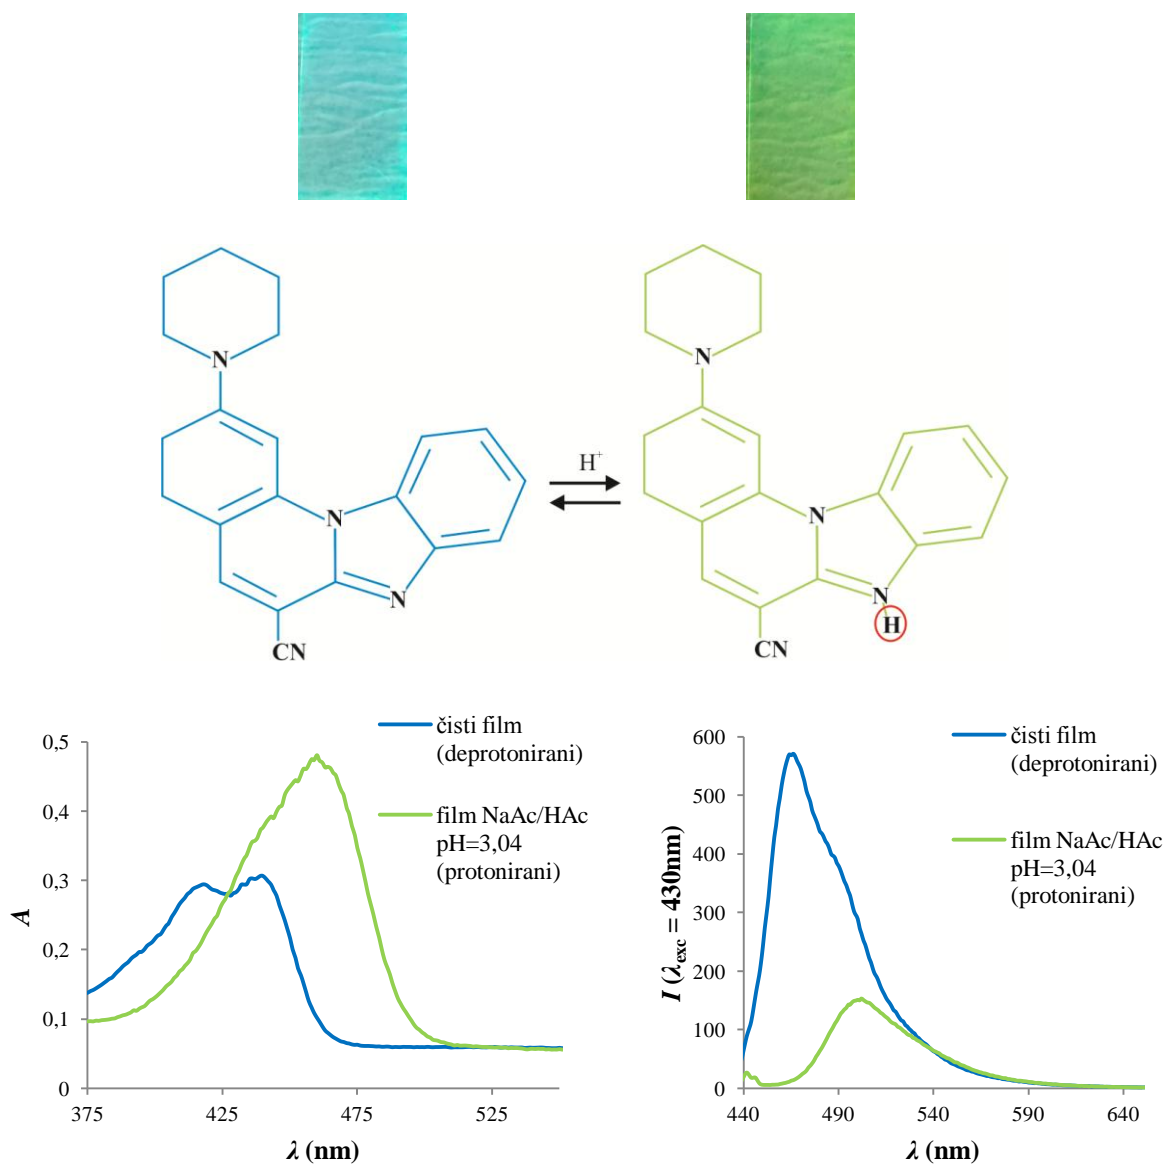 N
N
H⁺
N
N
N
N
H
CN
CN
čisti film
(deprotonirani)
film NaAc/HAc
pH=3,04
(protonirani)
0,5
0,4
0,3
0,2
0,1
0
A
375
425
475
525
λ (nm)
čisti film
(deprotonirani)
film NaAc/HAc
pH=3,04
(protonirani)
600
500
400
300
200
100
0
I (λexc = 430nm)
440
490
540
590
640
λ (nm)